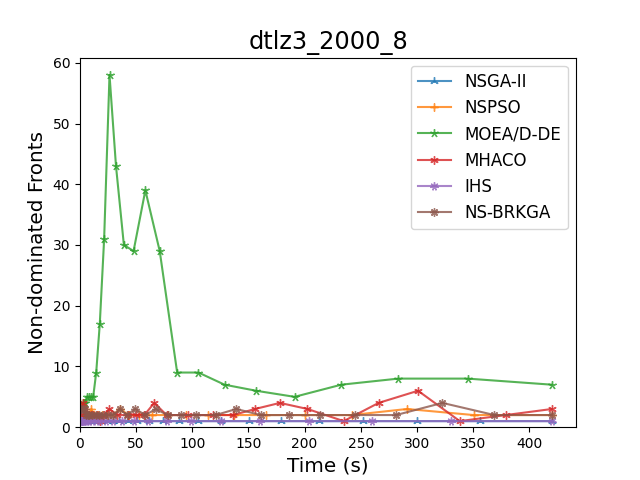 dtlz3_2000_8
Non-dominated Fronts
60
50
40
30
20
10
0
0 50 100 150 200 250 300 350 400
Time (s)
NSGA-II
NSPSO
MOEA/D-DE
MHACO
IHS
NS-BRKGA